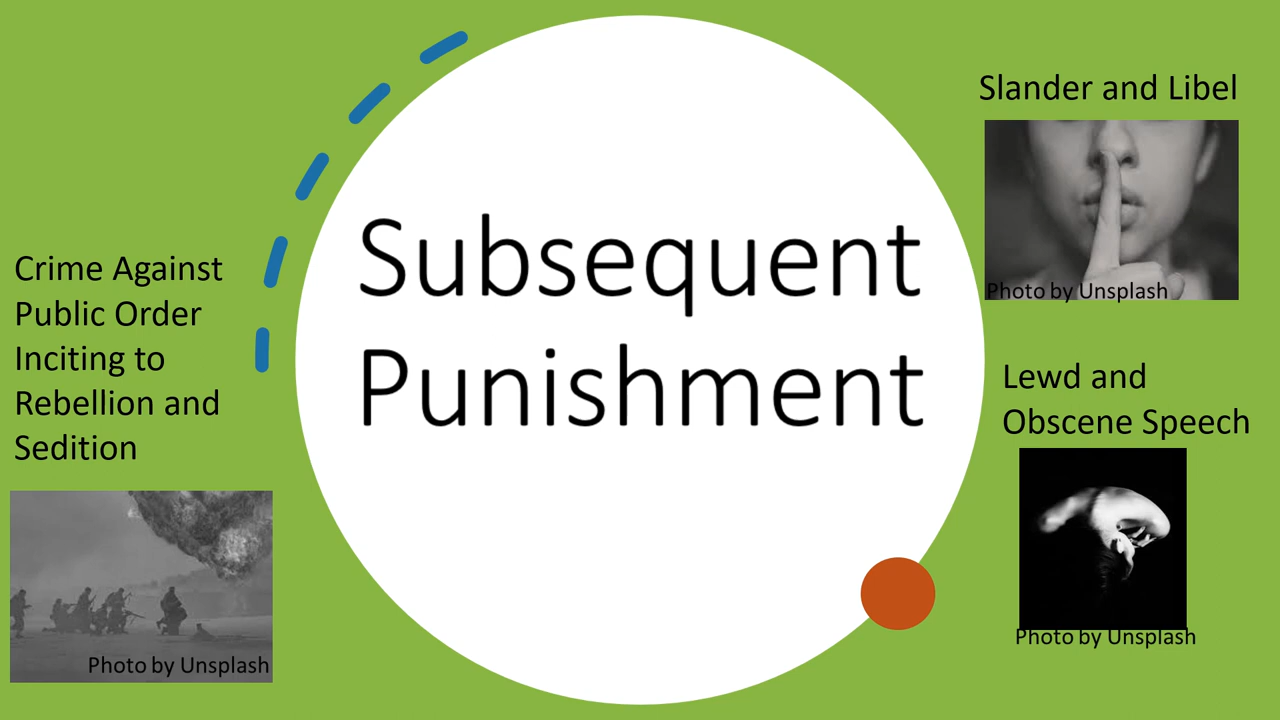 Subsequent
Punishment
Crime Against
Public Order
Inciting to
Rebellion and
Sedition
Photo by Unsplash
Slander and Libel
Photo by Unsplash
Lewd and
Obscene Speech
Photo by Unsplash